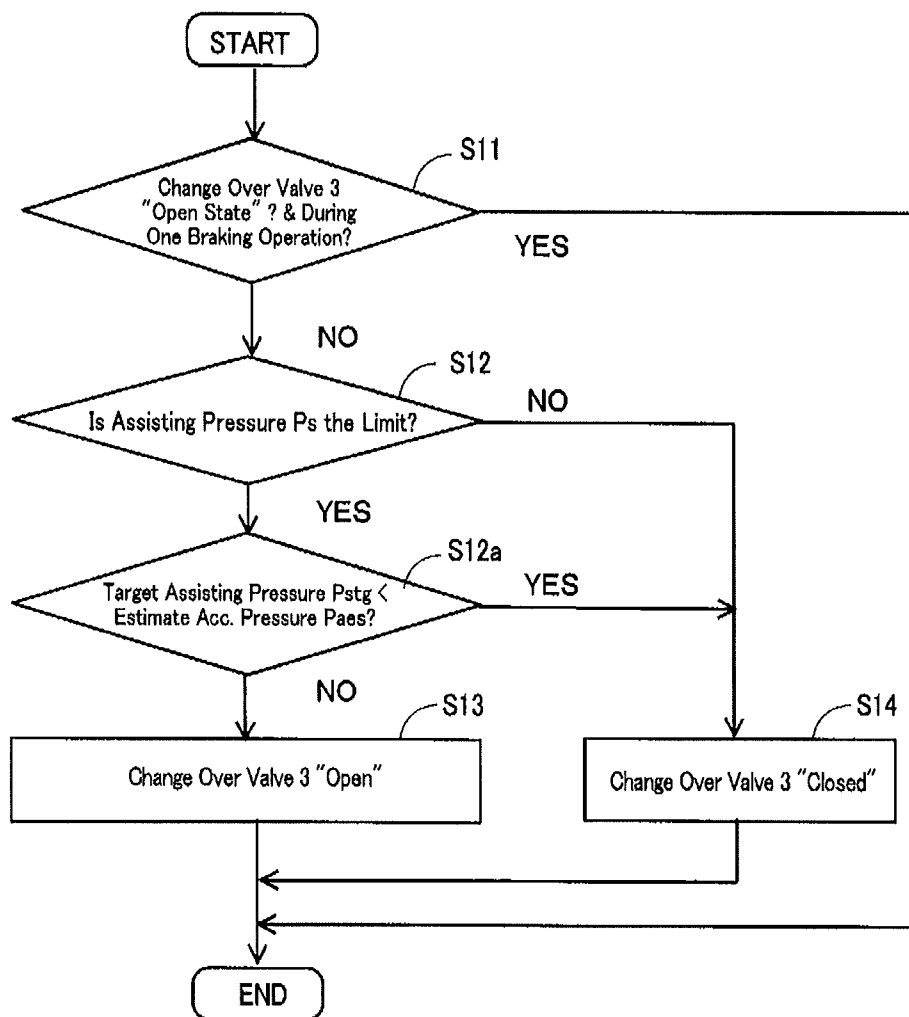 START
S11
Change Over Valve 3
"Open State" ? & During
One Braking Operation?
YES
NO
S12
Is Assisting Pressure Ps the Limit?
NO
YES
S12a
Target Assisting Pressure Pstg <
Estimate Acc. Pressure Paes?
YES
NO
S13
Change Over Valve 3 "Open"
S14
Change Over Valve 3 "Closed"
END